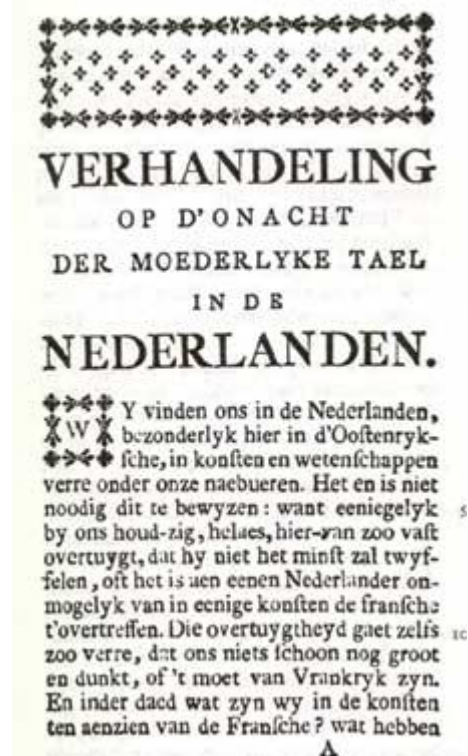 VERHANDELING
OP D'ONACHT
DER MOEDERLYKE TAEL
IN DE
NEDERLANDEN.
WY vinden ons in de Nederlanden,
bezonderlyk hier in d'Ooſtenryk-
ſche, in konſten en wetenſchappen
verre onder onze naebueren. Het en is niet
noodig dit te bewyzen: want eeniegelyk 5
by ons houd-zig, helaes, hier-van zoo vaſt
overtuygt, dat hy niet het minſt zal twyf-
felen, oft het is aen eenen Nederlander on-
mogelyk van in eenige konſten de franſche
t'overtreffen. Die overtuygtheyd gaet zelfs 10
zoo verre, dat ons niets ſchoon nog groot
en dunkt, of 't moet van Vrankryk zyn.
En inder daed wat zyn wy in de konſten
ten aenzien van de Franſche? wat hebben
A